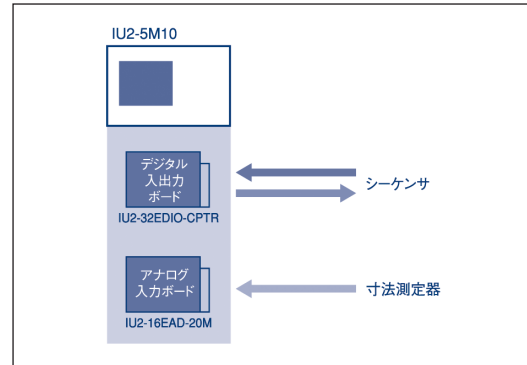 IU2-5M10
デジタル
入出力
ボード
IU2-32EDIO-CPTR
シーケンサ
アナログ
入力ボード
IU2-16EAD-20M
寸法測定器